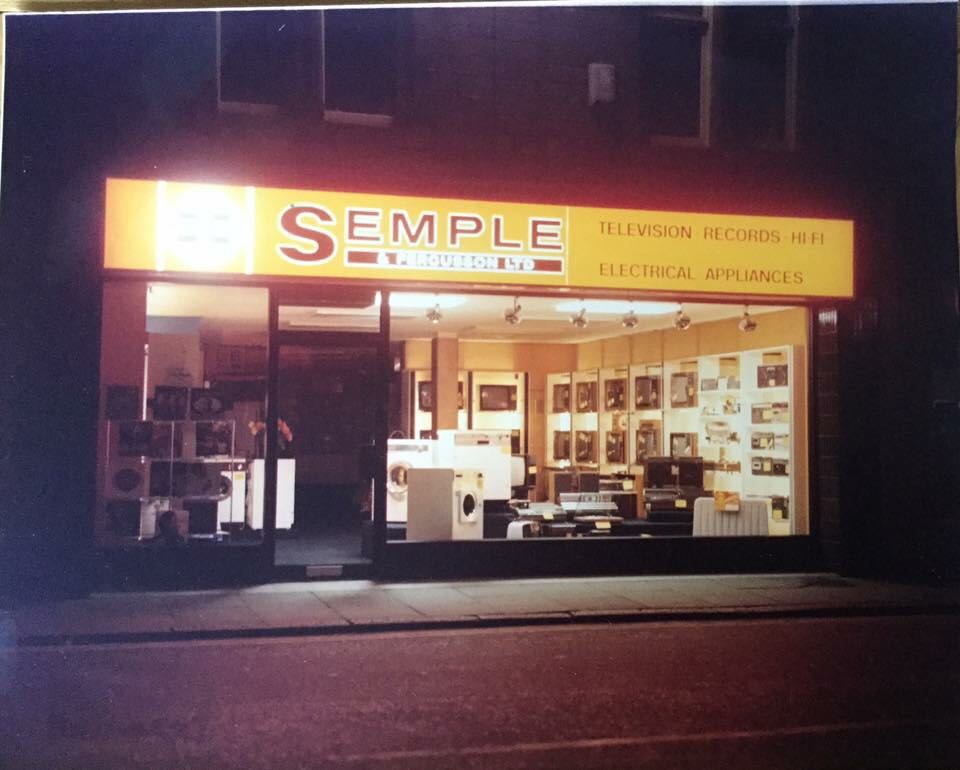 SEMPLE
& FERGUSSON LTD
TELEVISION RECORDS · HI-FI
ELECTRICAL APPLIANCES